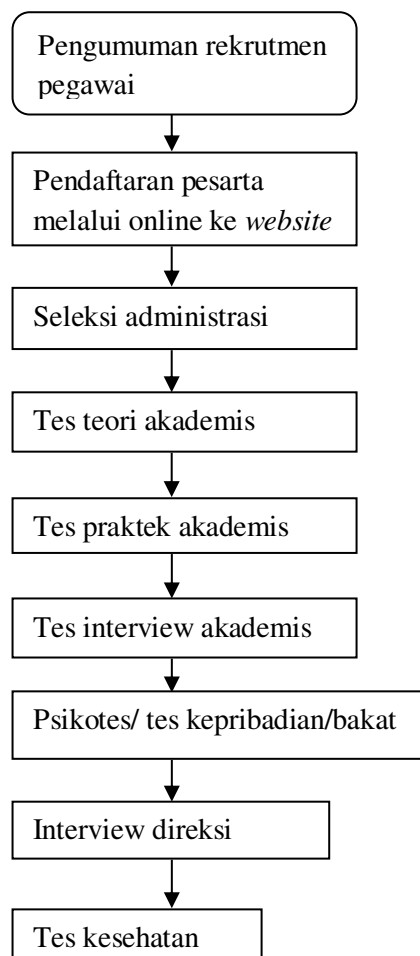 Pengumuman rekrutmen
pegawai
Pendaftaran pesarta
melalui online ke website
Seleksi administrasi
Tes teori akademis
Tes praktek akademis
Tes interview akademis
Psikotes/ tes kepribadian/bakat
Interview direksi
Tes kesehatan